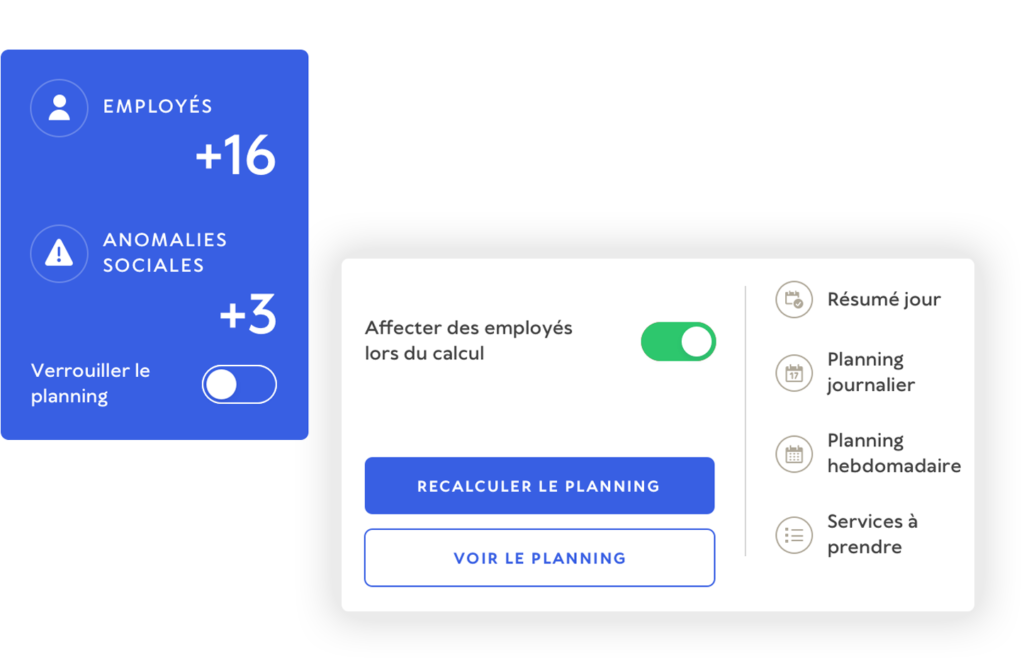 EMPLOYÉS
+16
ANOMALIES
SOCIALES
+3
Verrouiller le
planning
Affecter des employés
lors du calcul
RECALCULER LE PLANNING
VOIR LE PLANNING
Résumé jour
Planning
journalier
17
Planning
hebdomadaire
Services à
prendre